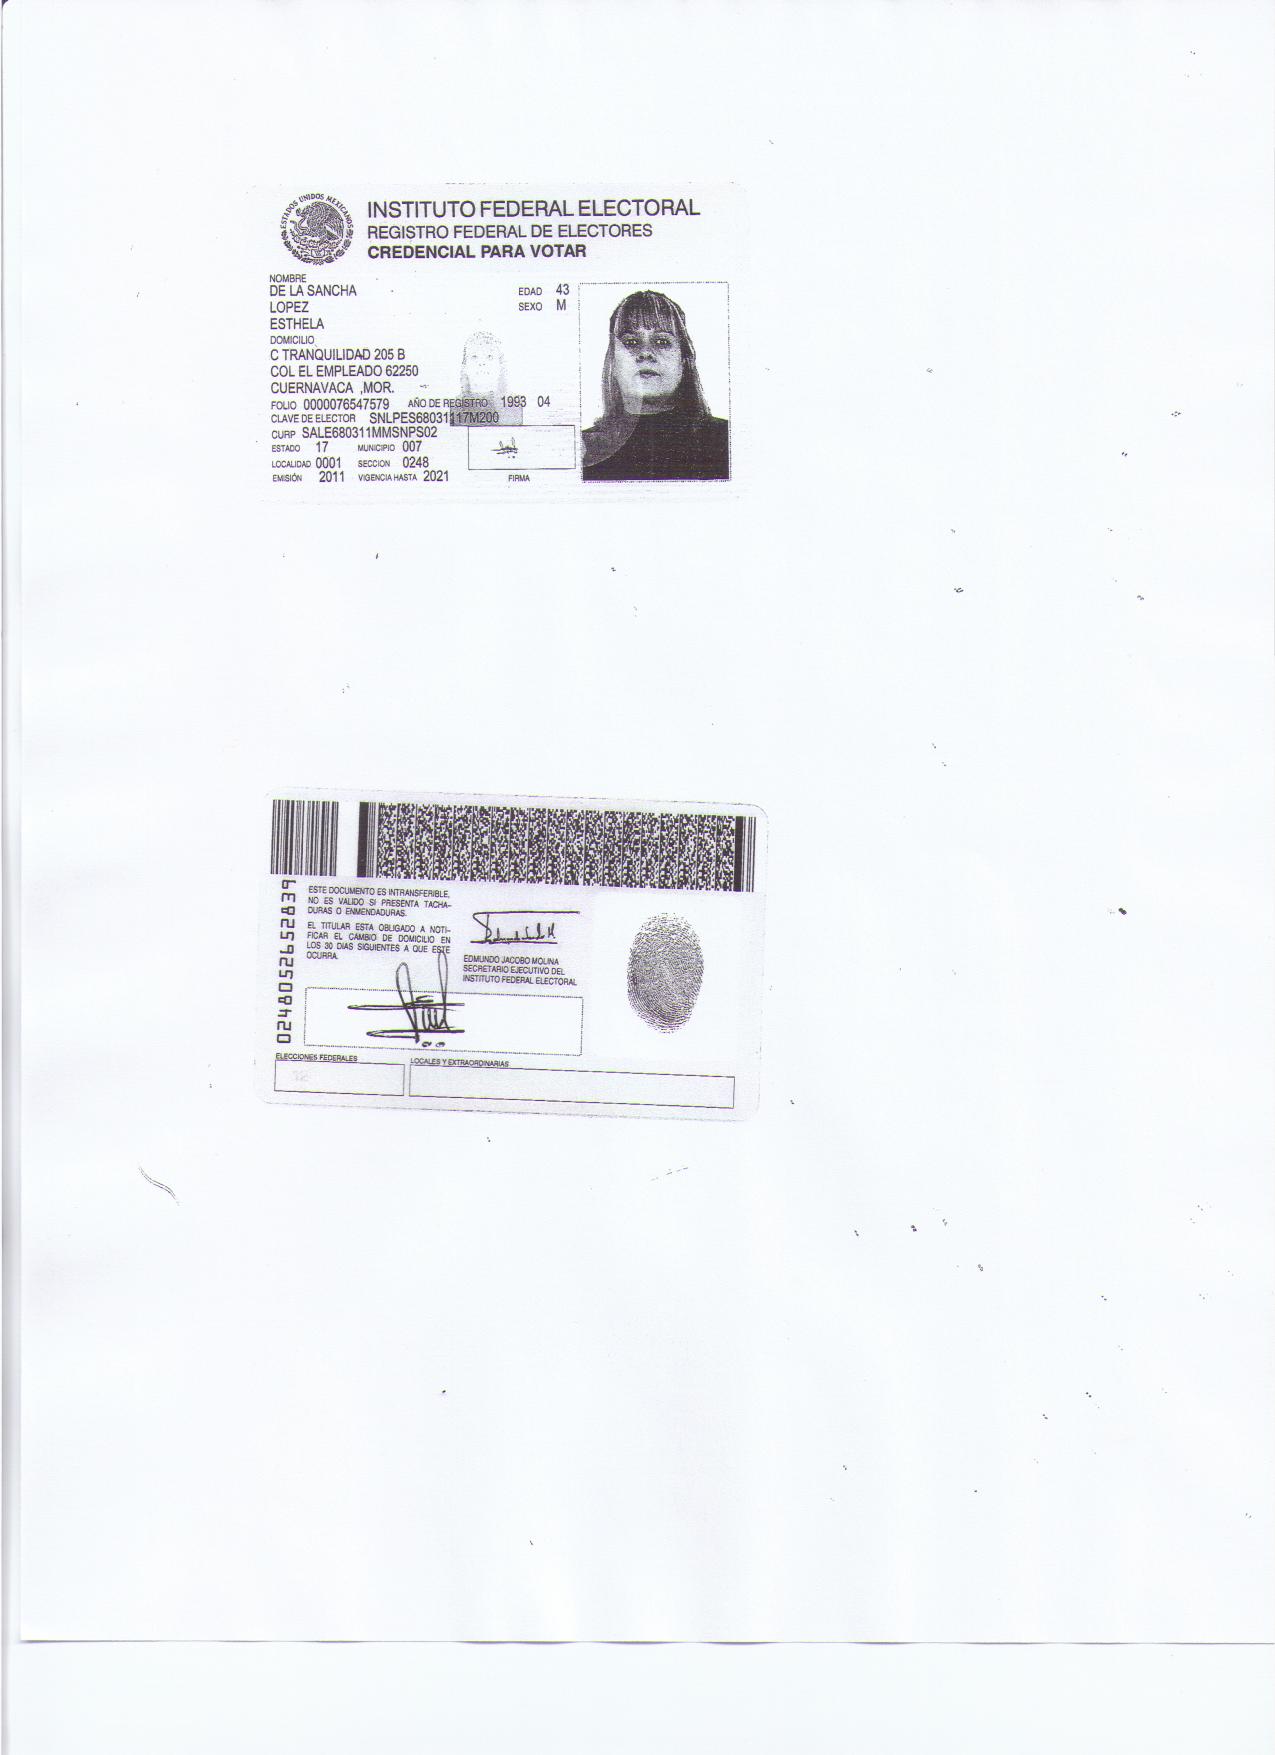 ESTADOS UNIDOS MEXICANOS
INSTITUTO FEDERAL ELECTORAL
REGISTRO FEDERAL DE ELECTORES
CREDENCIAL PARA VOTAR
NOMBRE
DE LA SANCHA
LOPEZ
ESTHELA
EDAD 43
SEXO M
DOMICILIO
C TRANQUILIDAD 205 B
COL EL EMPLEADO 62250
CUERNAVACA ,MOR.
FOLIO 0000076547579 AÑO DE REGISTRO 1993 04
CLAVE DE ELECTOR SNLPES68031117M200
CURP SALE680311MMSNPS02
ESTADO 17 MUNICIPIO 007
LOCALIDAD 0001 SECCION 0248
EMISIÓN 2011 VIGENCIA HASTA 2021
FIRMA
ESTE DOCUMENTO ES INTRANSFERIBLE,
NO ES VALIDO SI PRESENTA TACHA-
DURAS O ENMENDADURAS.
EL TITULAR ESTA OBLIGADO A NOTI-
FICAR EL CAMBIO DE DOMICILIO EN
LOS 30 DIAS SIGUIENTES A QUE ESTE
OCURRA.
EDMUNDO JACOBO MOLINA
SECRETARIO EJECUTIVO DEL
INSTITUTO FEDERAL ELECTORAL
0248052652839
ELECCIONES FEDERALES
LOCALES Y EXTRAORDINARIAS